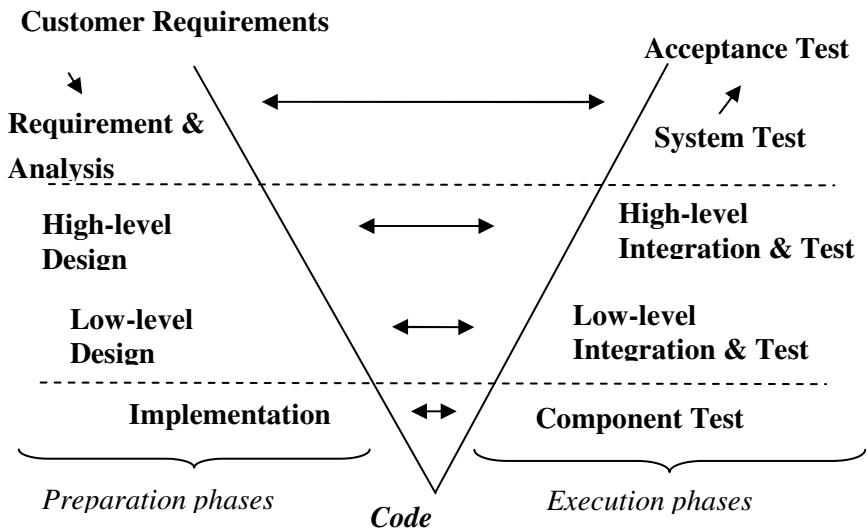 Customer Requirements
Acceptance Test
Requirement &
Analysis
System Test
High-level
Design
High-level
Integration & Test
Low-level
Design
Low-level
Integration & Test
Implementation
Component Test
Preparation phases
Code
Execution phases